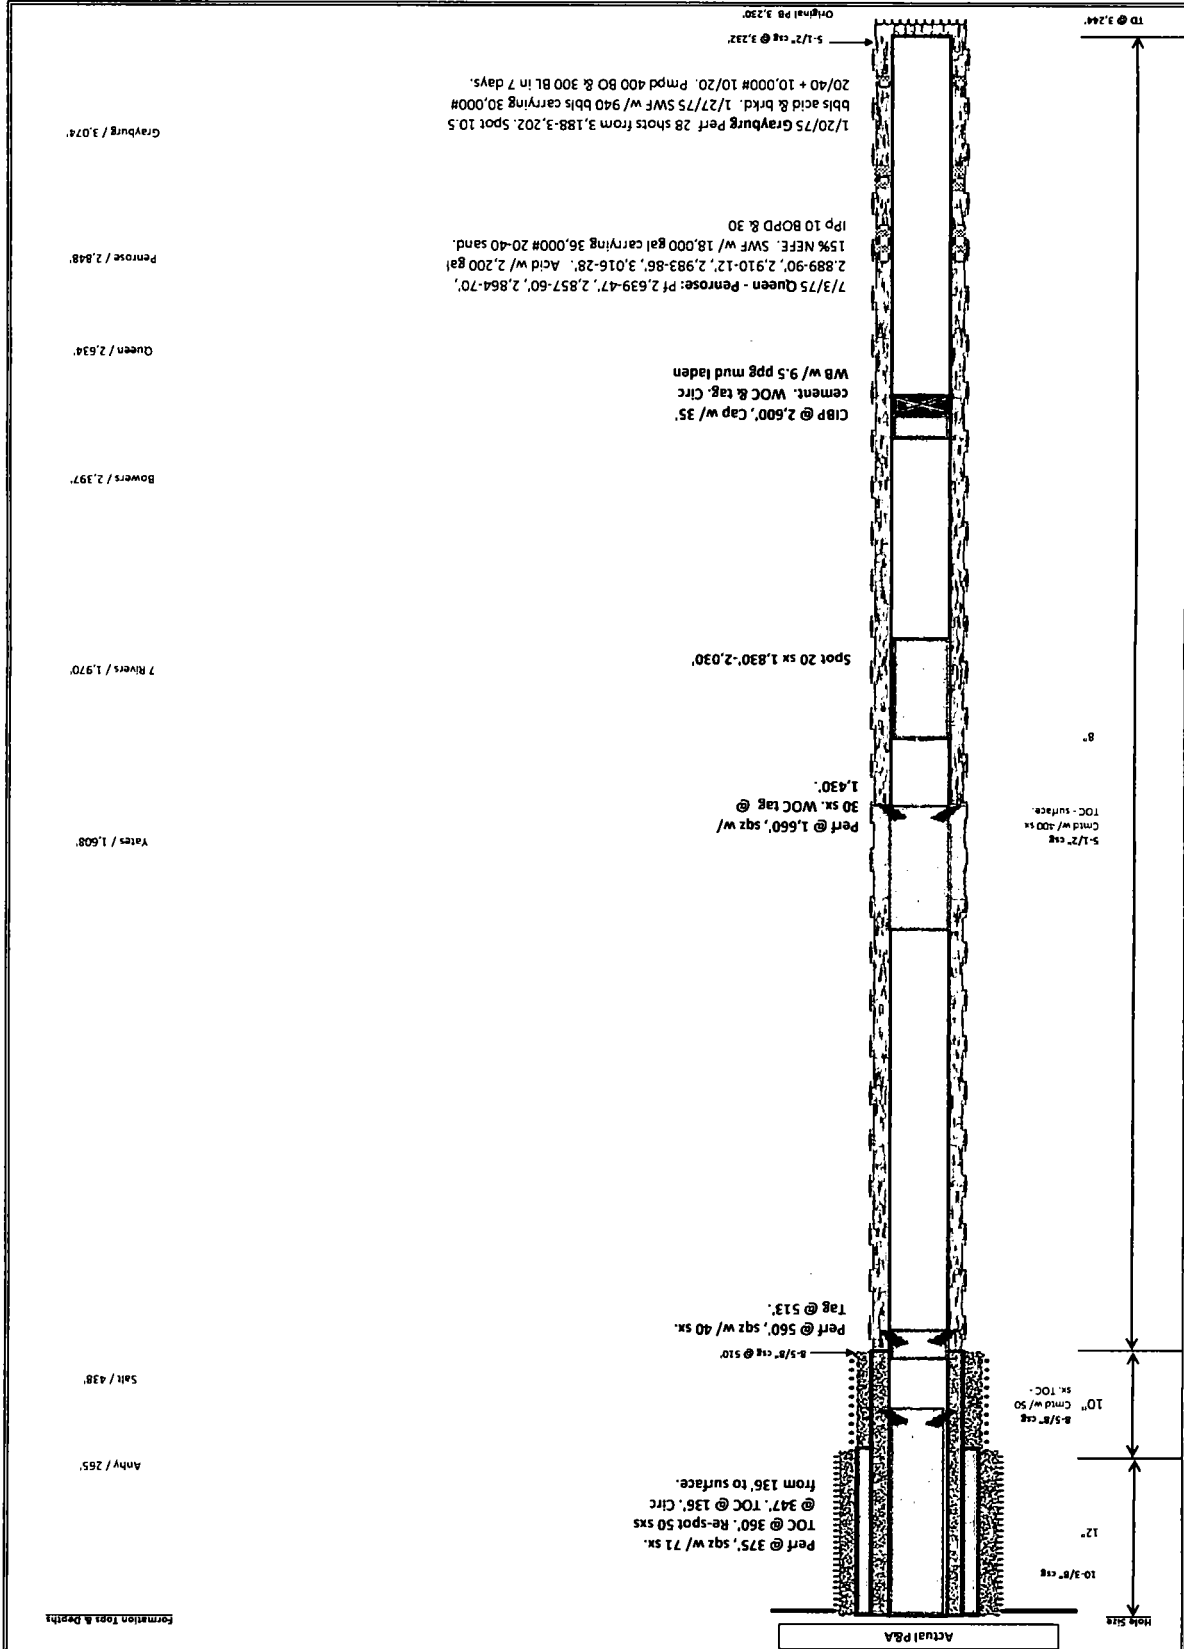 Actual P&A
Hole Size
Formation Tops & Depths
10-3/8" csg
12"
Perf @ 375', sqz w/ 71 sx.
TOC @ 360'. Re-spot 50 sxs
@ 347'. TOC @ 136'. Circ
from 136' to surface.
Anhy / 265'
10"
8-5/8" csg
Cmtd w/ 50
sx. TOC -
Salt / 438'
8-5/8" csg @ 510'
Perf @ 560', sqz w/ 40 sx.
Tag @ 513'.
5-1/2" csg
Cmtd w/ 400 sx
TOC - surface.
Yates / 1,608'
Perf @ 1,660', sqz w/
30 sx. WOC tag @
1,430'.
8"
Spot 20 sx 1,830'-2,030'
7 Rivers / 1,970'
Bowers / 2,397'
CIBP @ 2,600', Cap w/ 35'
cement. WOC & tag. Circ
WB w/ 9.5 ppg mud laden
Queen / 2,634'
7/3/75 Queen - Penrose: Pf 2,639-47', 2,857-60', 2,864-70',
2.889-90', 2,910-12', 2,983-86', 3,016-28'. Acid w/ 2,200 gal
15% NEFE. SWF w/ 18,000 gal carrying 36,000# 20-40 sand.
IPp 10 BOPD & 30
Penrose / 2,848'
Grayburg / 3,074'
1/20/75 Grayburg Perf 28 shots from 3,188-3,202. Spot 10.5
bbls acid & brkd. 1/27/75 SWF w/ 940 bbls carrying 30,000#
20/40 + 10,000# 10/20. Pmpd 400 BO & 300 BL in 7 days.
5-1/2" csg @ 3,232'
Original PB 3,230'
TD @ 3,244'